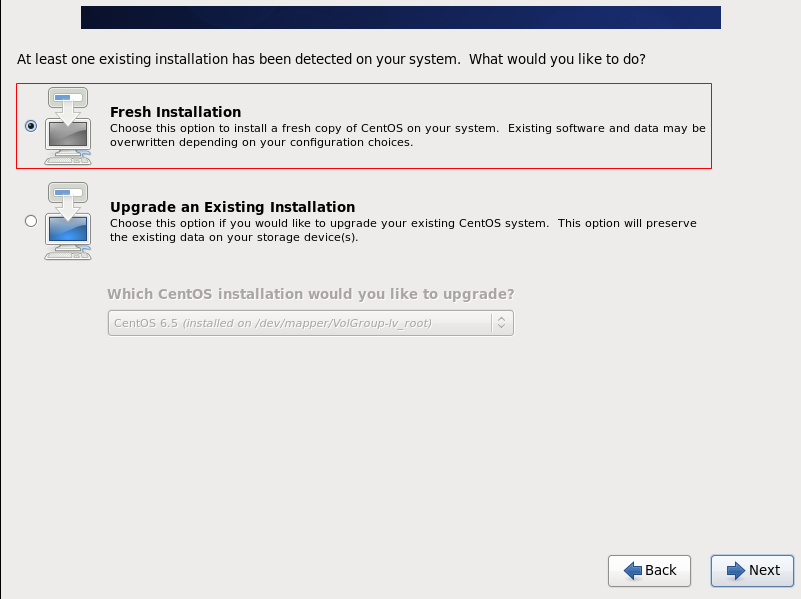 At least one existing installation has been detected on your system.  What would you like to do?
Fresh Installation
Choose this option to install a fresh copy of CentOS on your system.  Existing software and data may be
overwritten depending on your configuration choices.
Upgrade an Existing Installation
Choose this option if you would like to upgrade your existing CentOS system.  This option will preserve
the existing data on your storage device(s).
Which CentOS installation would you like to upgrade?
CentOS 6.5 (installed on /dev/mapper/VolGroup-lv_root)
Back
Next